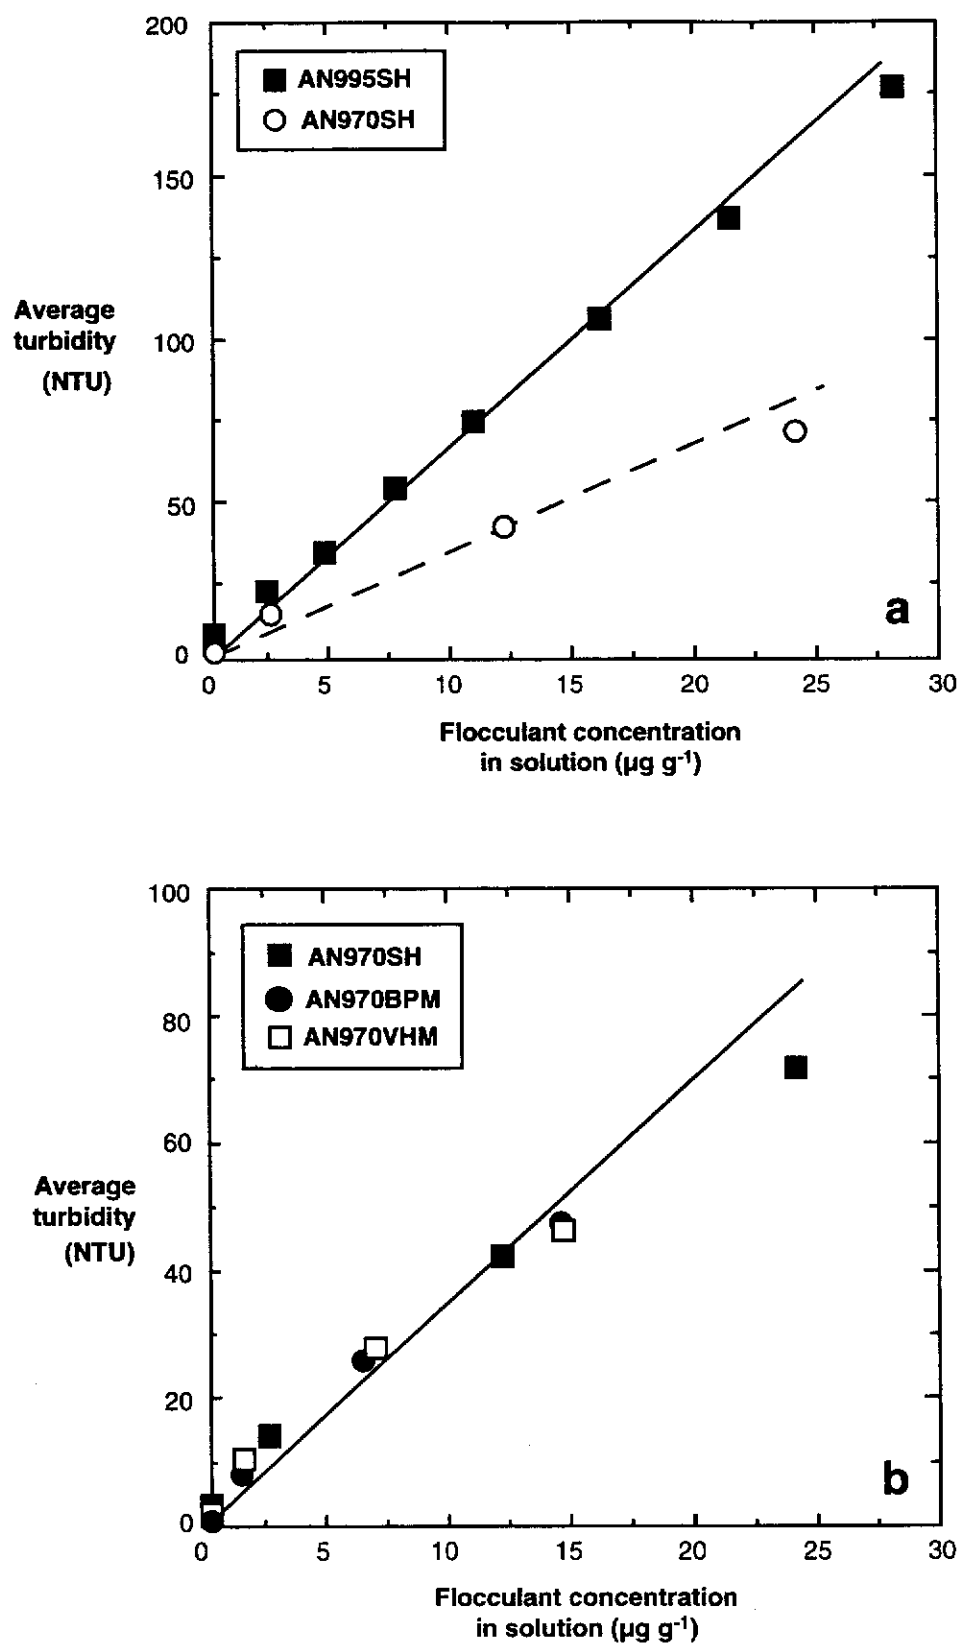 200
AN995SH
AN970SH
150
Average
turbidity
(NTU)
100
50
a
0
0 5 10 15 20 25 30
Flocculant concentration
in solution (µg g⁻¹)
100
AN970SH
AN970BPM
AN970VHM
80
60
Average
turbidity
(NTU)
40
20
b
0
0 5 10 15 20 25 30
Flocculant concentration
in solution (µg g⁻¹)